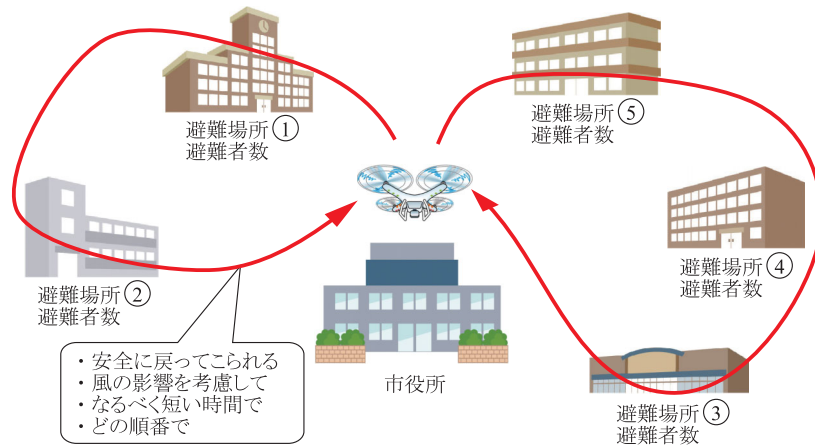 避難場所①
避難者数
避難場所⑤
避難者数
避難場所②
避難者数
避難場所④
避難者数
・安全に戻ってこられる
・風の影響を考慮して
・なるべく短い時間で
・どの順番で
市役所
避難場所③
避難者数